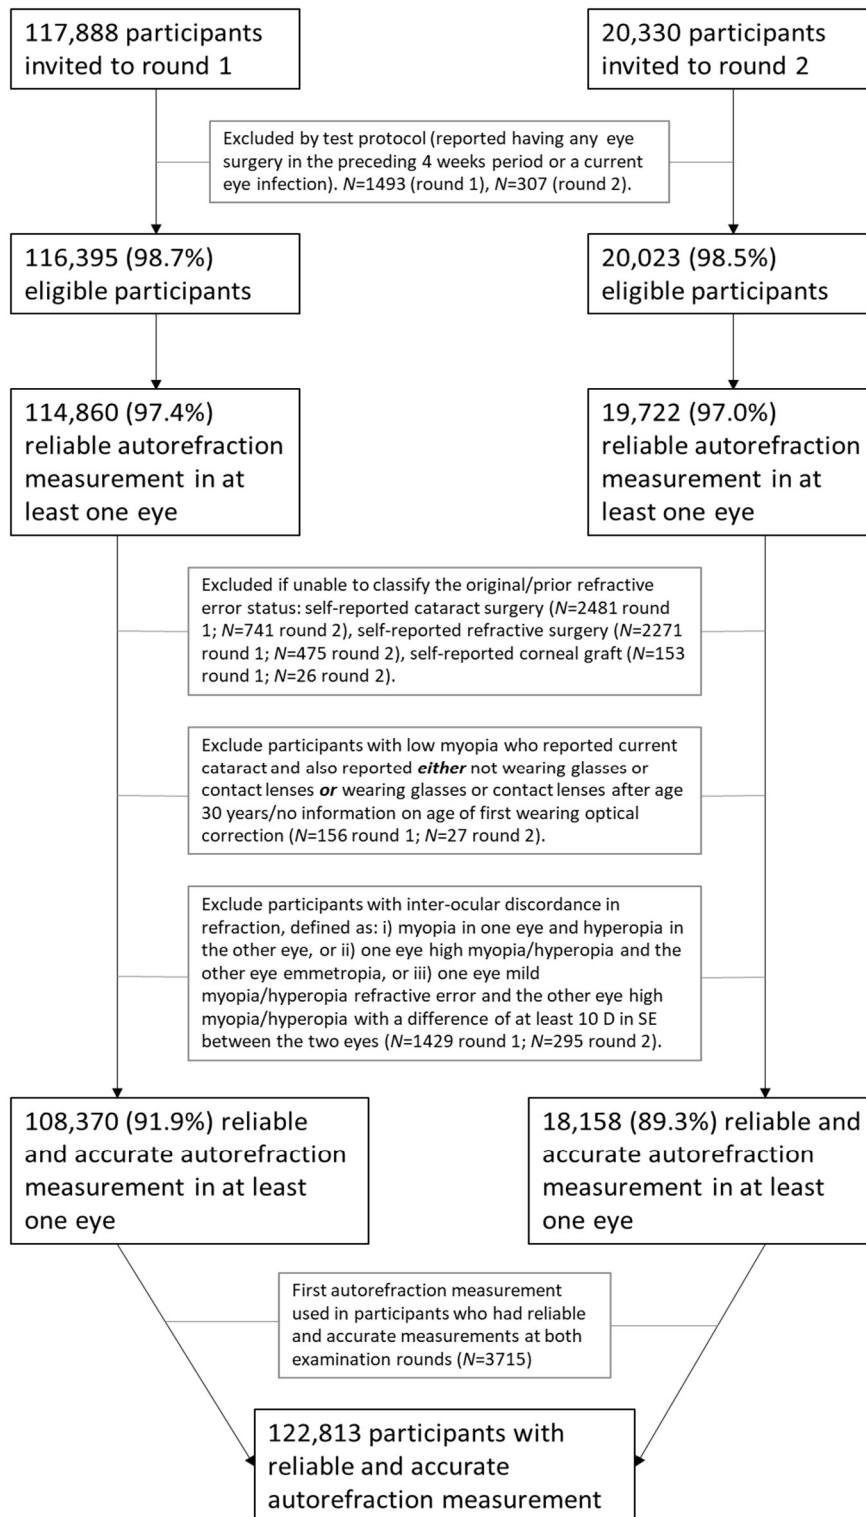 117,888 participants
invited to round 1
20,330 participants
invited to round 2
Excluded by test protocol (reported having any eye
surgery in the preceding 4 weeks period or a current
eye infection). N=1493 (round 1), N=307 (round 2).
116,395 (98.7%)
eligible participants
20,023 (98.5%)
eligible participants
114,860 (97.4%)
reliable autorefraction
measurement in at
least one eye
19,722 (97.0%)
reliable autorefraction
measurement in at
least one eye
Excluded if unable to classify the original/prior refractive
error status: self-reported cataract surgery (N=2481 round
1; N=741 round 2), self-reported refractive surgery (N=2271
round 1; N=475 round 2), self-reported corneal graft (N=153
round 1; N=26 round 2).
Exclude participants with low myopia who reported current
cataract and also reported either not wearing glasses or
contact lenses or wearing glasses or contact lenses after age
30 years/no information on age of first wearing optical
correction (N=156 round 1; N=27 round 2).
Exclude participants with inter-ocular discordance in
refraction, defined as: i) myopia in one eye and hyperopia in
the other eye, or ii) one eye high myopia/hyperopia and the
other eye emmetropia, or iii) one eye mild
myopia/hyperopia refractive error and the other eye high
myopia/hyperopia with a difference of at least 10 D in SE
between the two eyes (N=1429 round 1; N=295 round 2).
108,370 (91.9%) reliable
and accurate autorefraction
measurement in at least
one eye
18,158 (89.3%) reliable and
accurate autorefraction
measurement in at least
one eye
First autorefraction measurement
used in participants who had reliable
and accurate measurements at both
examination rounds (N=3715)
122,813 participants with
reliable and accurate
autorefraction measurement